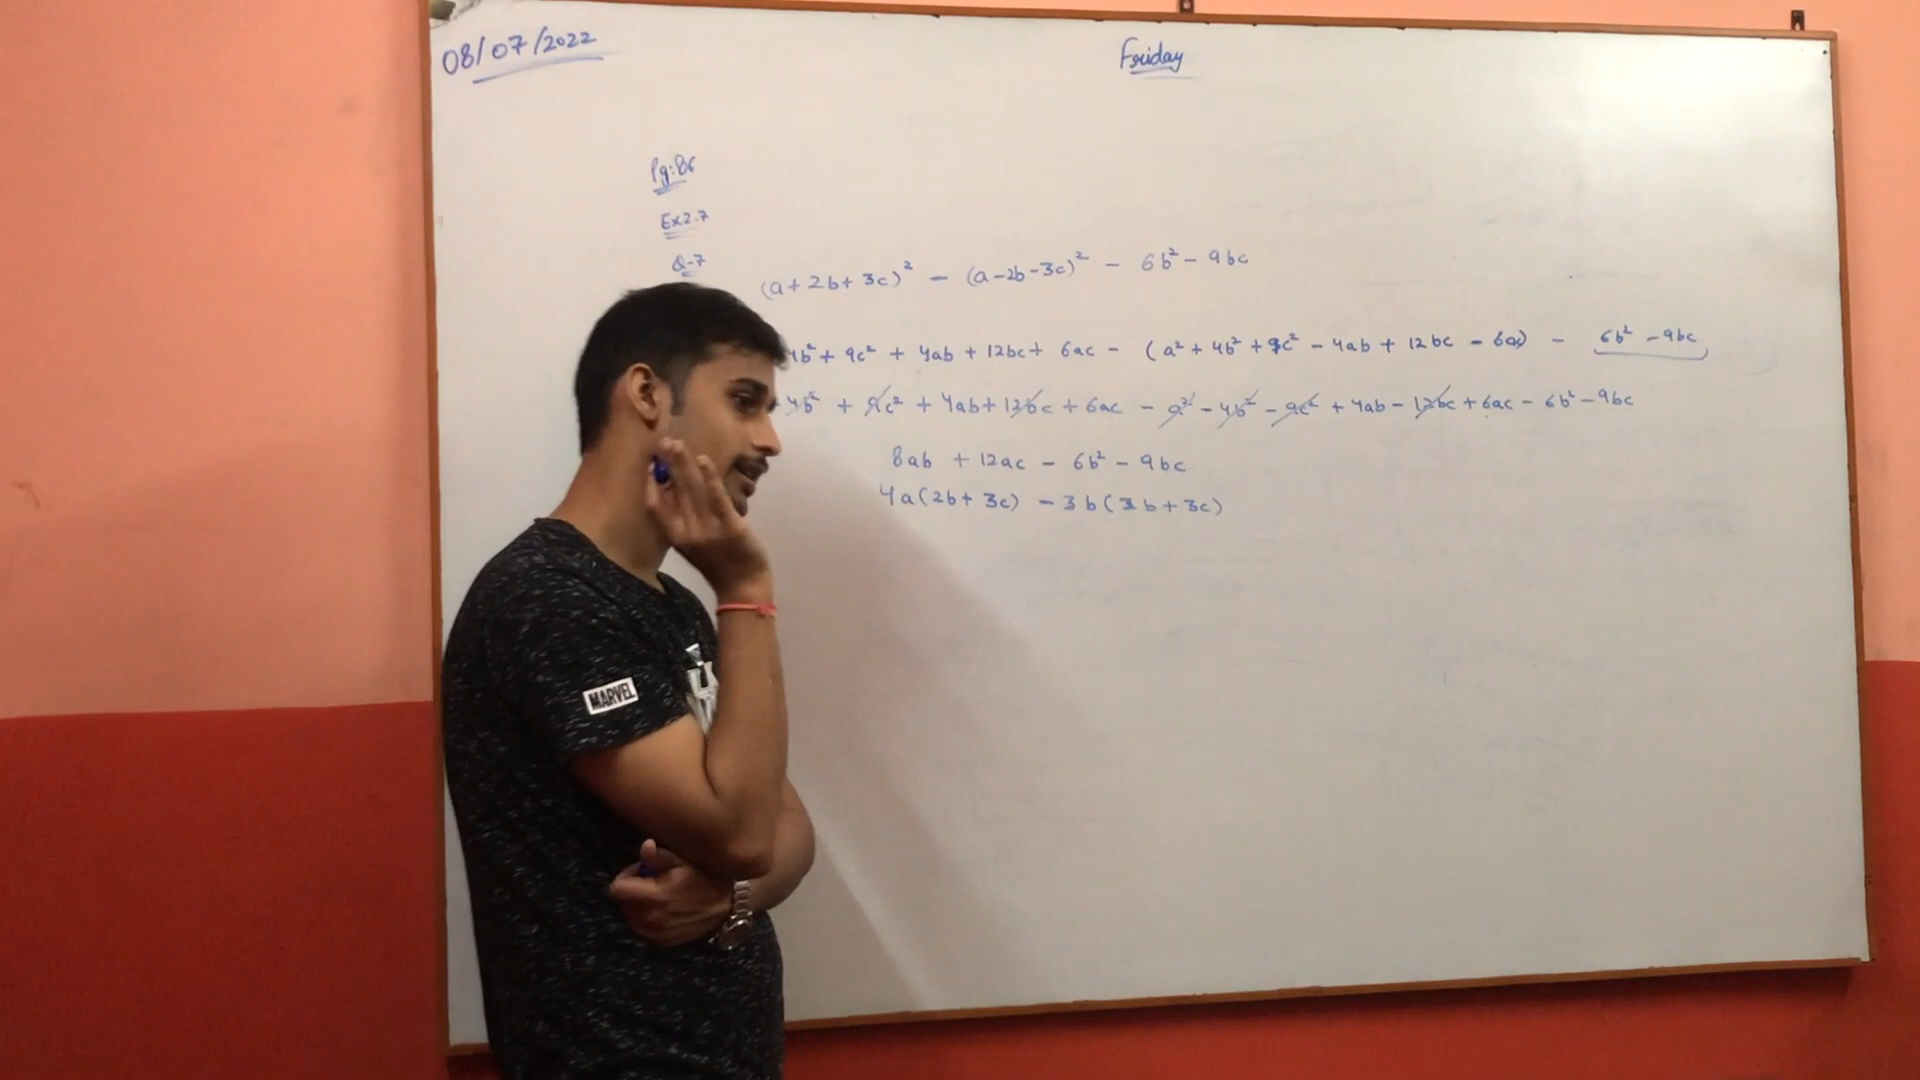 08/07/2022
Friday
Pg:86
Ex2.7
Q-7
(a+2b+3c)² - (a-2b-3c)² - 6b² - 9bc
4b² + 9c² + 4ab + 12bc + 6ac - (a² + 4b² + 9c² - 4ab + 12bc - 6ac) - 6b² - 9bc
4b² + 9c² + 4ab + 12bc + 6ac - a² - 4b² - 9c² + 4ab - 12bc + 6ac - 6b² - 9bc
8ab + 12ac - 6b² - 9bc
4a(2b+3c) - 3b(3b+3c)
MARVEL